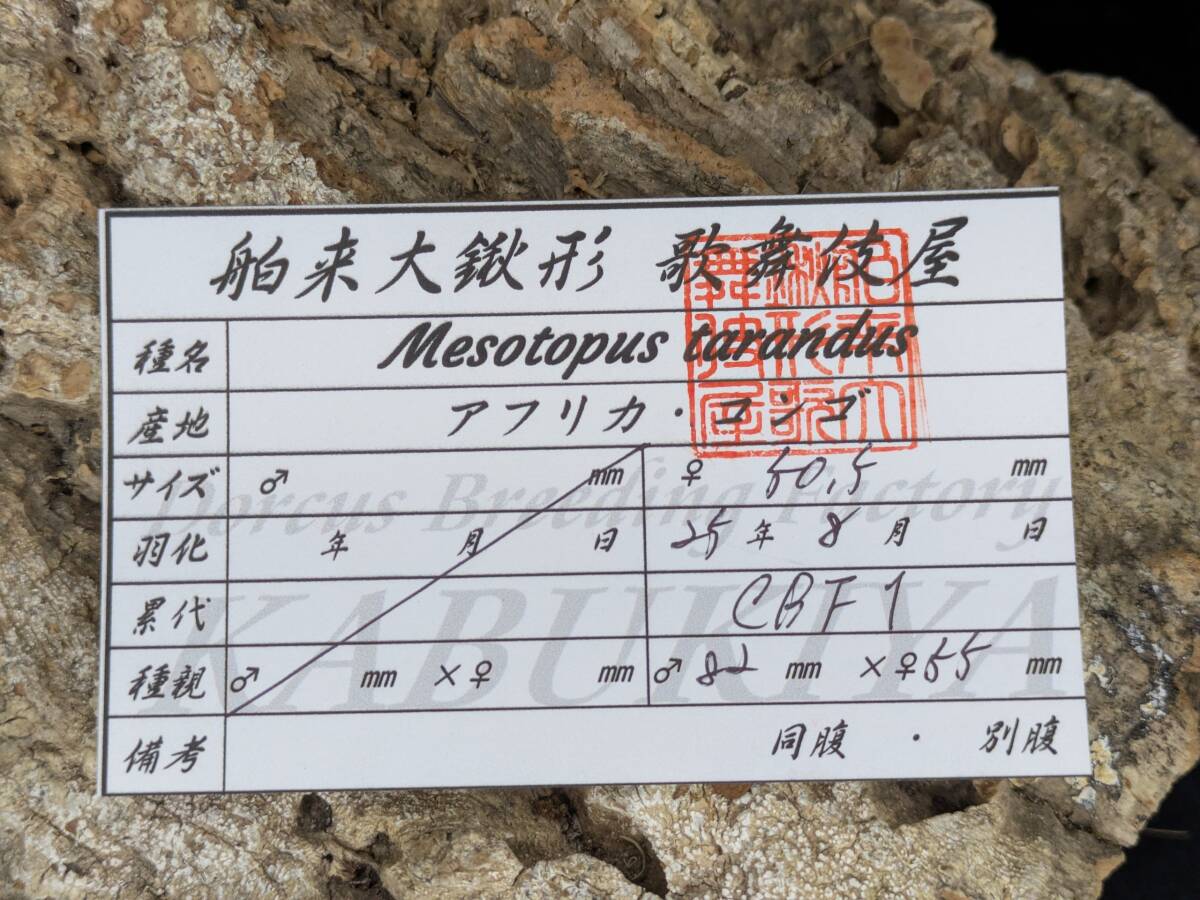 舶来大鍬形 歌舞伎屋
種名 Mesotopus tarandus
産地 アフリカ・コンゴ
サイズ ♂ mm ♀ 50.5 mm
羽化 年 月 日 25年 8月 日
累代 CBF1
種親 ♂ mm ×♀ mm ♂ 82 mm ×♀ 55 mm
備考 同腹 ・ 別腹
Dorcus Breeding Factory
KABUKIYA